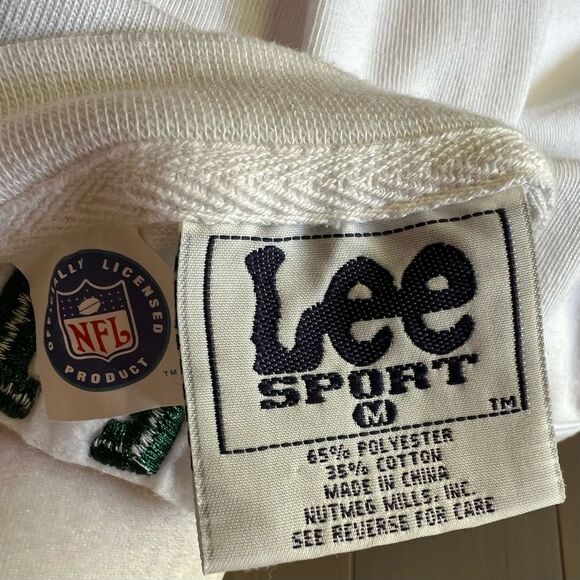 OFFICIALLY LICENSED
NFL
PRODUCT
TM
Lee
SPORT
M
TM
65% POLYESTER
35% COTTON
MADE IN CHINA
NUTMEG MILLS, INC.
SEE REVERSE FOR CARE